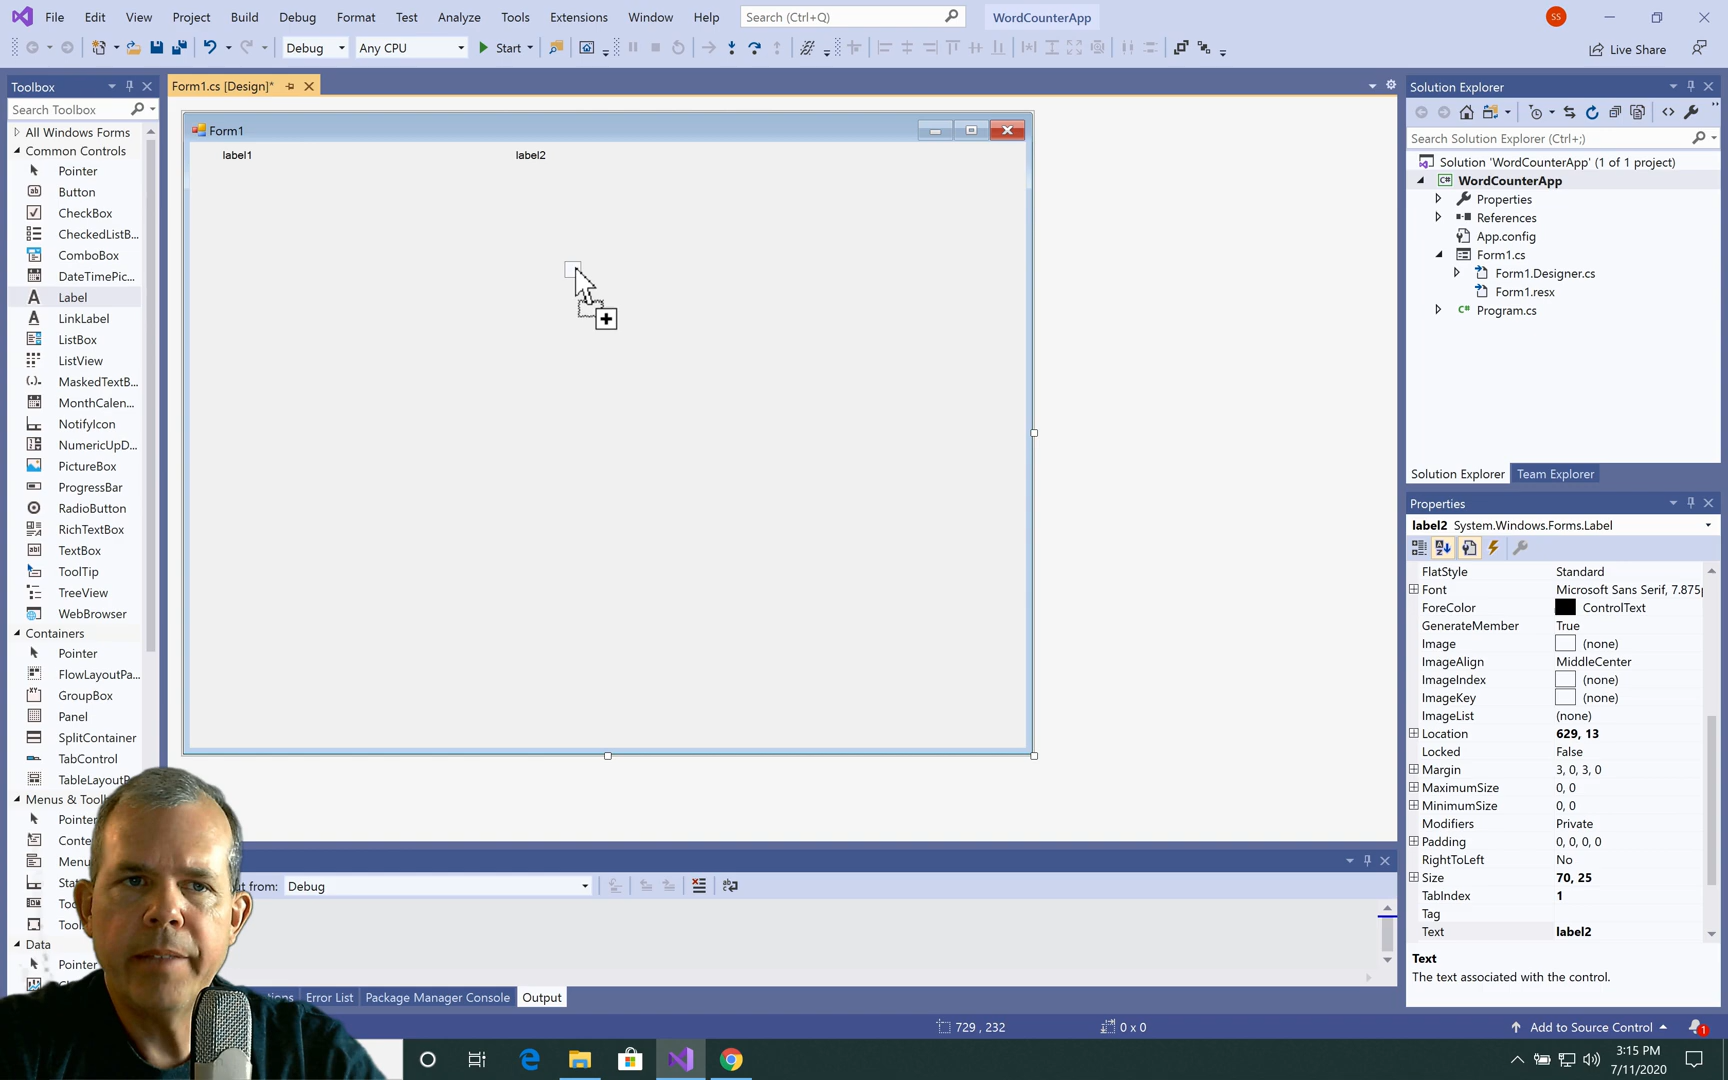 File Edit View Project Build Debug Format Test Analyze Tools Extensions Window Help Search (Ctrl+Q) WordCounterApp SS
Debug Any CPU Start Live Share
Toolbox
Search Toolbox
All Windows Forms
Common Controls
Pointer
Button
CheckBox
CheckedListB...
ComboBox
DateTimePic...
Label
LinkLabel
ListBox
ListView
MaskedTextB...
MonthCalen...
NotifyIcon
NumericUpD...
PictureBox
ProgressBar
RadioButton
RichTextBox
TextBox
ToolTip
TreeView
WebBrowser
Containers
Pointer
FlowLayoutPa...
GroupBox
Panel
SplitContainer
TabControl
Menus &
Pointer
Data
Pointer
Form1.cs [Design]*
Form1
label1 label2
from: Debug
Error List Package Manager Console Output
729 , 232 0 x 0
Solution Explorer
Search Solution Explorer (Ctrl+;)
Solution 'WordCounterApp' (1 of 1 project)
WordCounterApp
Properties
References
App.config
Form1.cs
Form1.Designer.cs
Form1.resx
Program.cs
Solution Explorer Team Explorer
Properties
label2 System.Windows.Forms.Label
FlatStyle Standard
Font Microsoft Sans Serif, 7.875p
ForeColor ControlText
GenerateMember True
Image (none)
ImageAlign MiddleCenter
ImageIndex (none)
ImageKey (none)
ImageList (none)
Location 629, 13
Locked False
Margin 3, 0, 3, 0
MaximumSize 0, 0
MinimumSize 0, 0
Modifiers Private
Padding 0, 0, 0, 0
RightToLeft No
Size 70, 25
TabIndex 1
Tag
Text label2
Text
The text associated with the control.
Add to Source Control 1
3:15 PM
7/11/2020